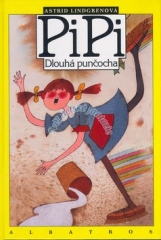 ASTRID LINDGRENOVÁ
PiPi
Dlouhá punčocha
ALBATROS